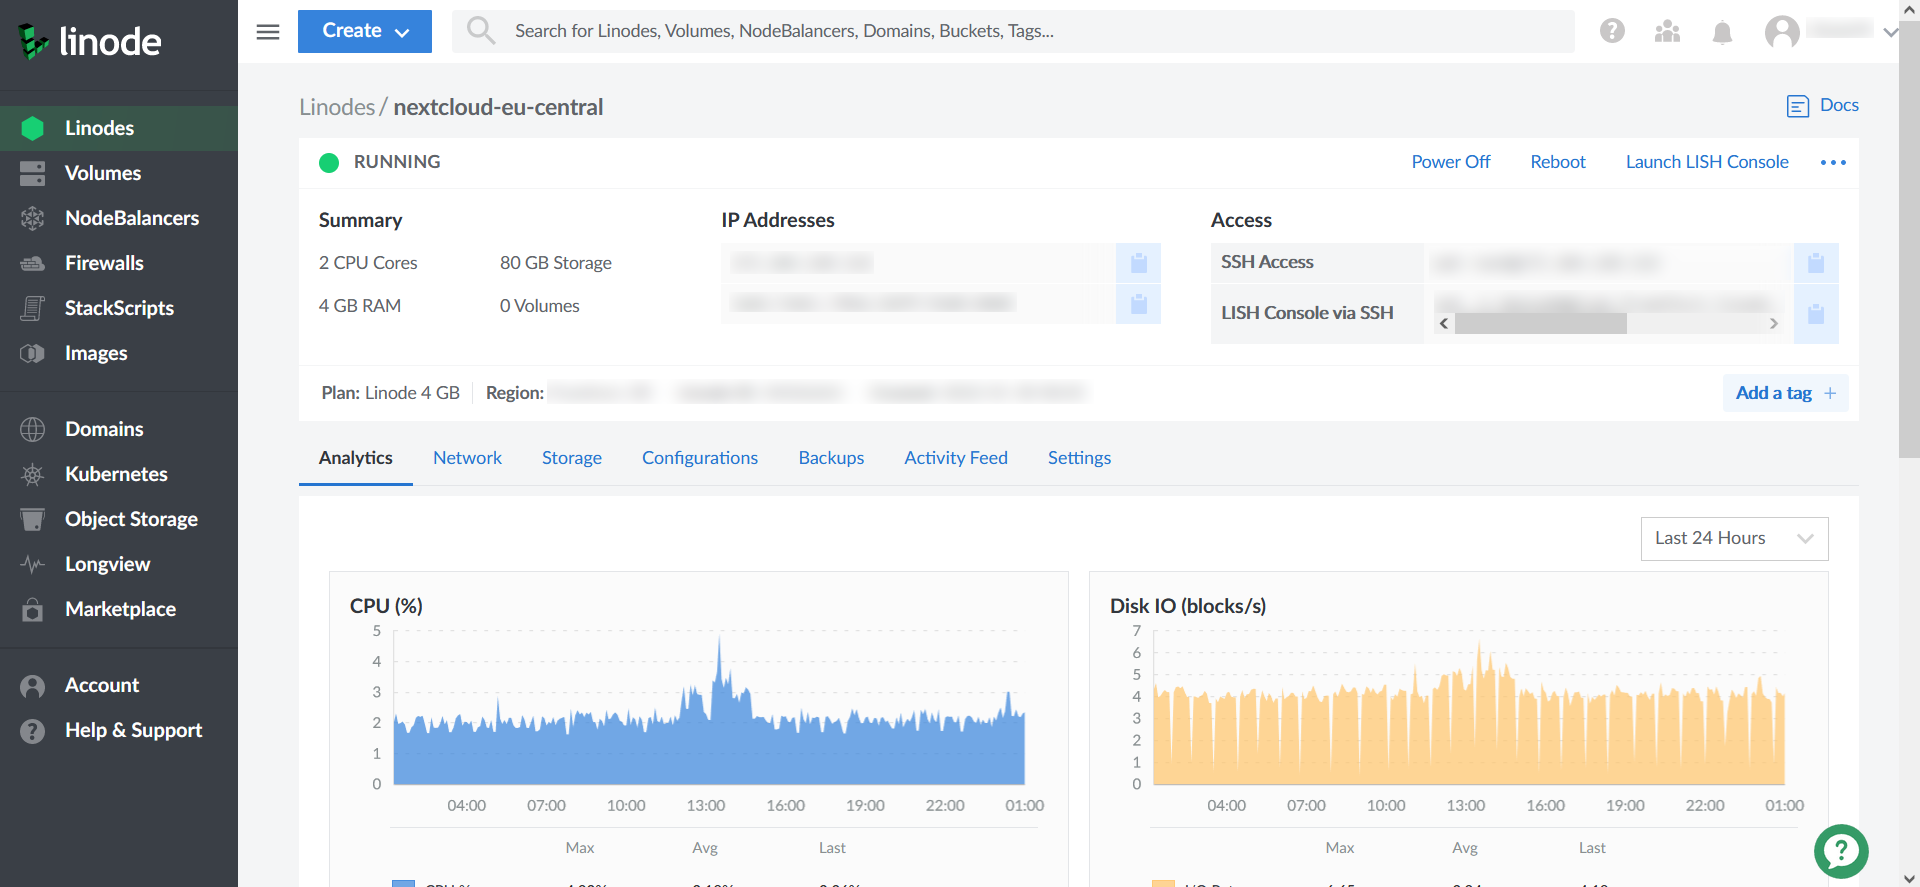 linode
Create
Search for Linodes, Volumes, NodeBalancers, Domains, Buckets, Tags...
Linodes
Volumes
NodeBalancers
Firewalls
StackScripts
Images
Domains
Kubernetes
Object Storage
Longview
Marketplace
Account
Help & Support
Linodes / nextcloud-eu-central
Docs
RUNNING
Power Off Reboot Launch LISH Console
Summary
2 CPU Cores 80 GB Storage
4 GB RAM 0 Volumes
IP Addresses
Access
SSH Access
LISH Console via SSH
Plan: Linode 4 GB Region:
Add a tag +
Analytics Network Storage Configurations Backups Activity Feed Settings
Last 24 Hours
CPU (%)
5
4
3
2
1
0
04:00 07:00 10:00 13:00 16:00 19:00 22:00 01:00
Max Avg Last
Disk IO (blocks/s)
7
6
5
4
3
2
1
0
04:00 07:00 10:00 13:00 16:00 19:00 22:00 01:00
Max Avg Last